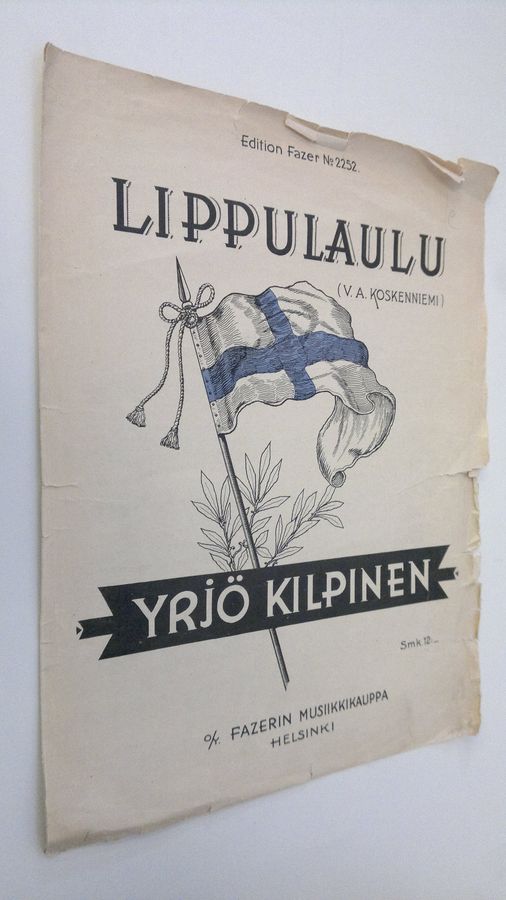 Edition Fazer № 2252.
LIPPULAULU
(V. A. KOSKENNIEMI)
YRJÖ KILPINEN
Smk. 12:—
O/Y. FAZERIN MUSIIKKIKAUPPA
HELSINKI